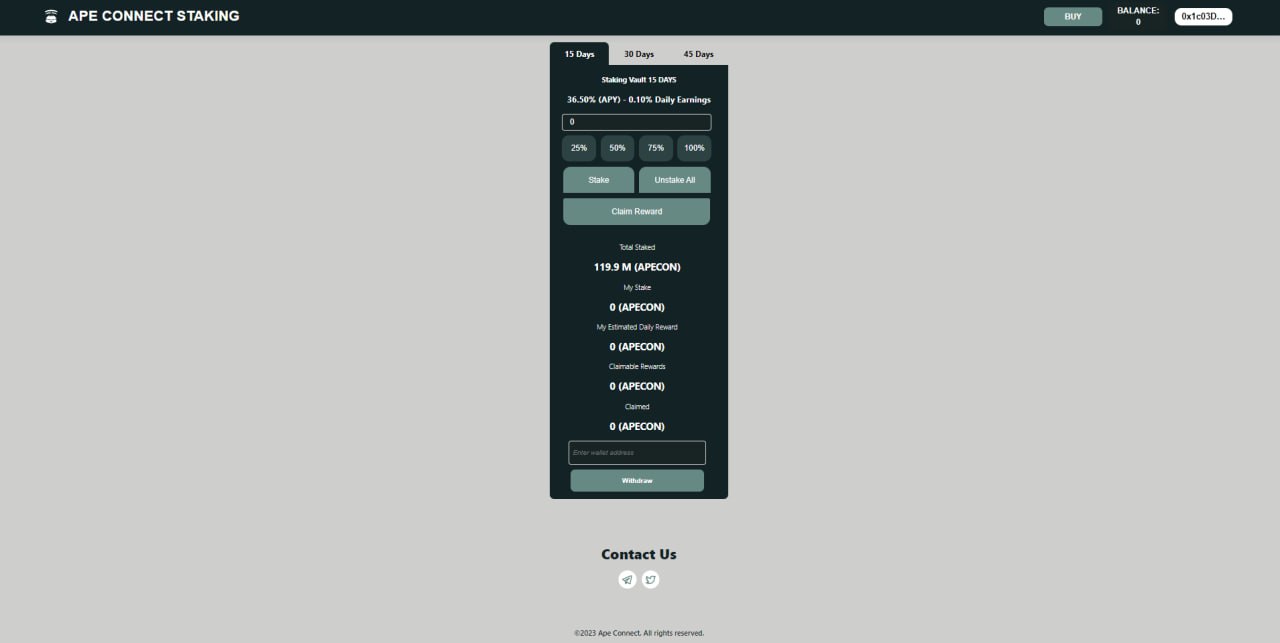 APE CONNECT STAKING
BUY
BALANCE:
0
0x1c03D...
15 Days
30 Days
45 Days
Staking Vault 15 DAYS
36.50% (APY) - 0.10% Daily Earnings
0
25%
50%
75%
100%
Stake
Unstake All
Claim Reward
Total Staked
119.9 M (APECON)
My Stake
0 (APECON)
My Estimated Daily Reward
0 (APECON)
Claimable Rewards
0 (APECON)
Claimed
0 (APECON)
Enter wallet address
Withdraw
Contact Us
©2023 Ape Connect. All rights reserved.